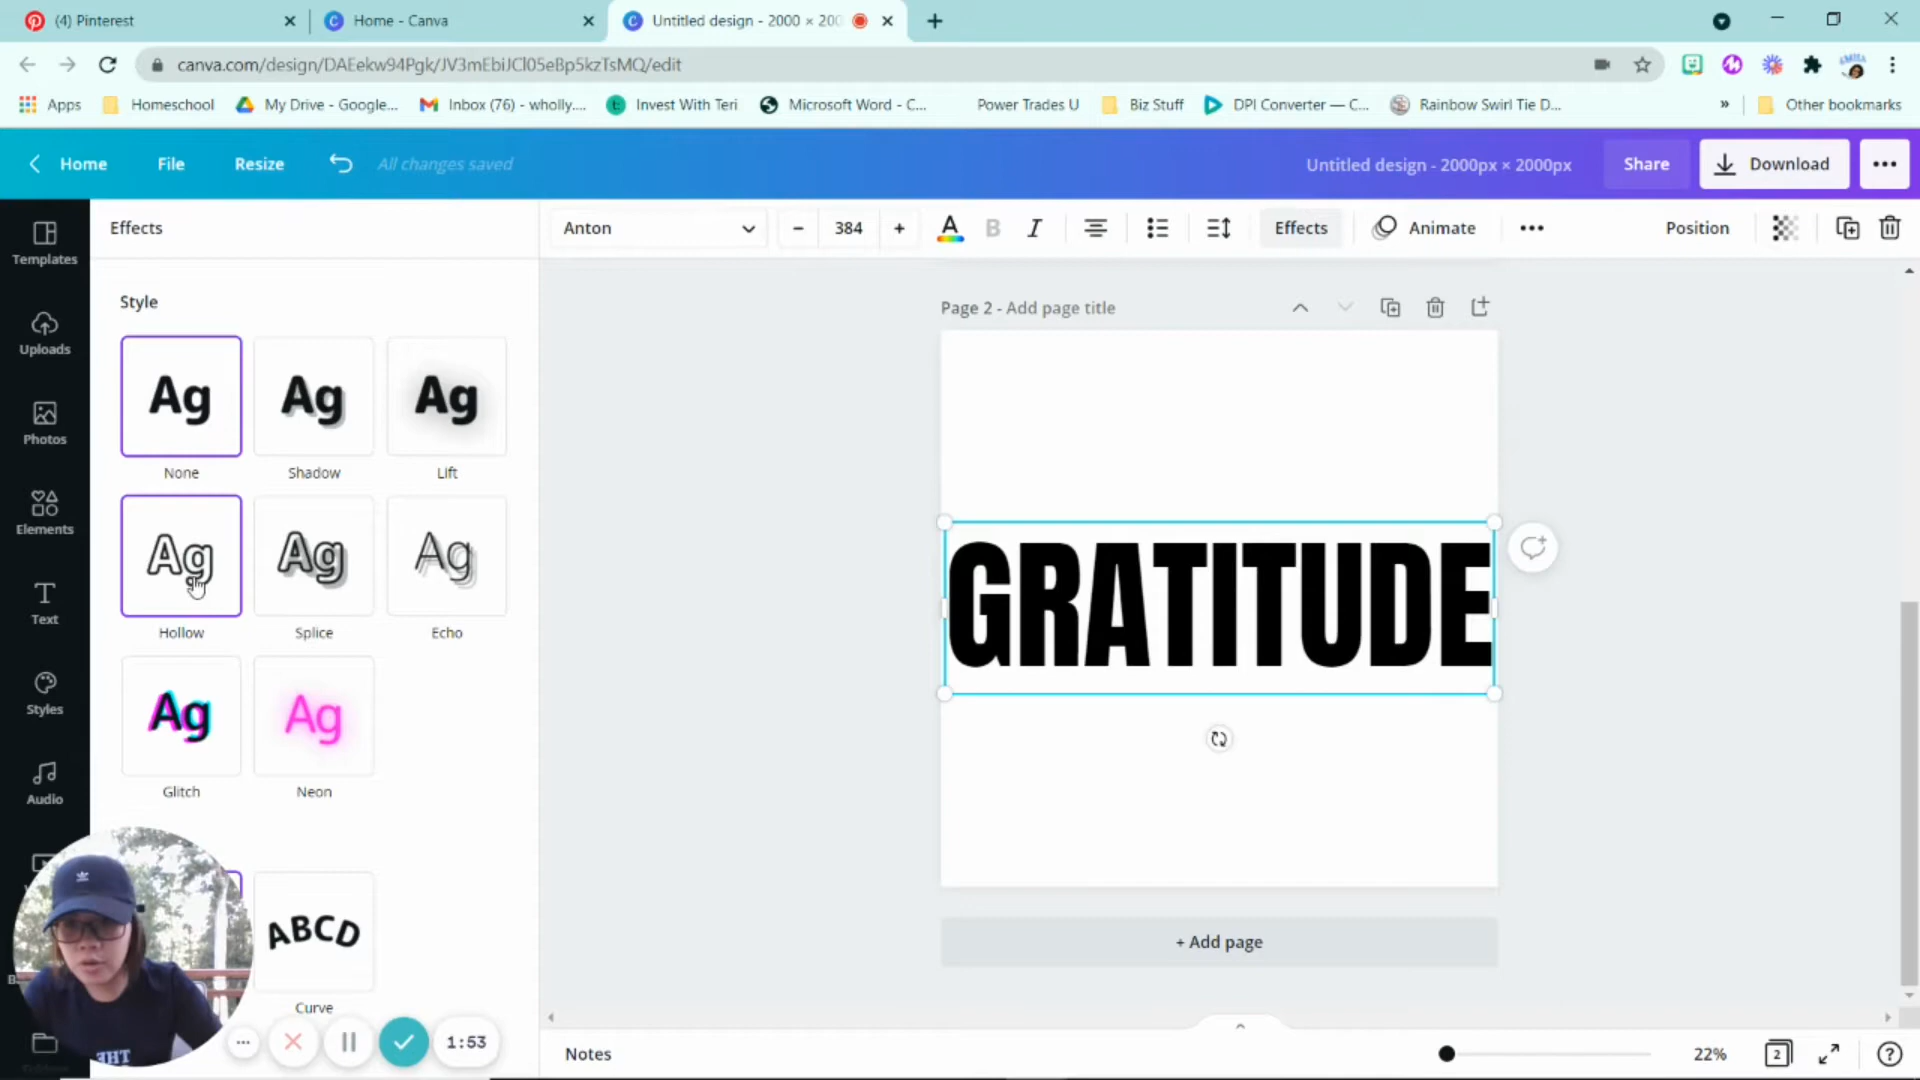 (4) Pinterest
Home - Canva
Untitled design - 2000 × 200
canva.com/design/DAEekw94Pgk/JV3mEbiJCl05eBp5kzTsMQ/edit
Apps
Homeschool
My Drive - Google...
Inbox (76) - wholly....
Invest With Teri
Microsoft Word - C...
Power Trades U
Biz Stuff
DPI Converter — C...
Rainbow Swirl Tie D...
»
Other bookmarks
Home
File
Resize
All changes saved
Untitled design - 2000px × 2000px
Share
Download
Templates
Uploads
Photos
Elements
Text
Styles
Audio
Effects
Anton
384
Effects
Animate
Position
Style
Ag
Ag
Ag
None
Shadow
Lift
Ag
Ag
Ag
Hollow
Splice
Echo
Ag
Ag
Glitch
Neon
ABCD
Curve
Page 2 - Add page title
GRATITUDE
+ Add page
THE
1:53
Notes
22%
2